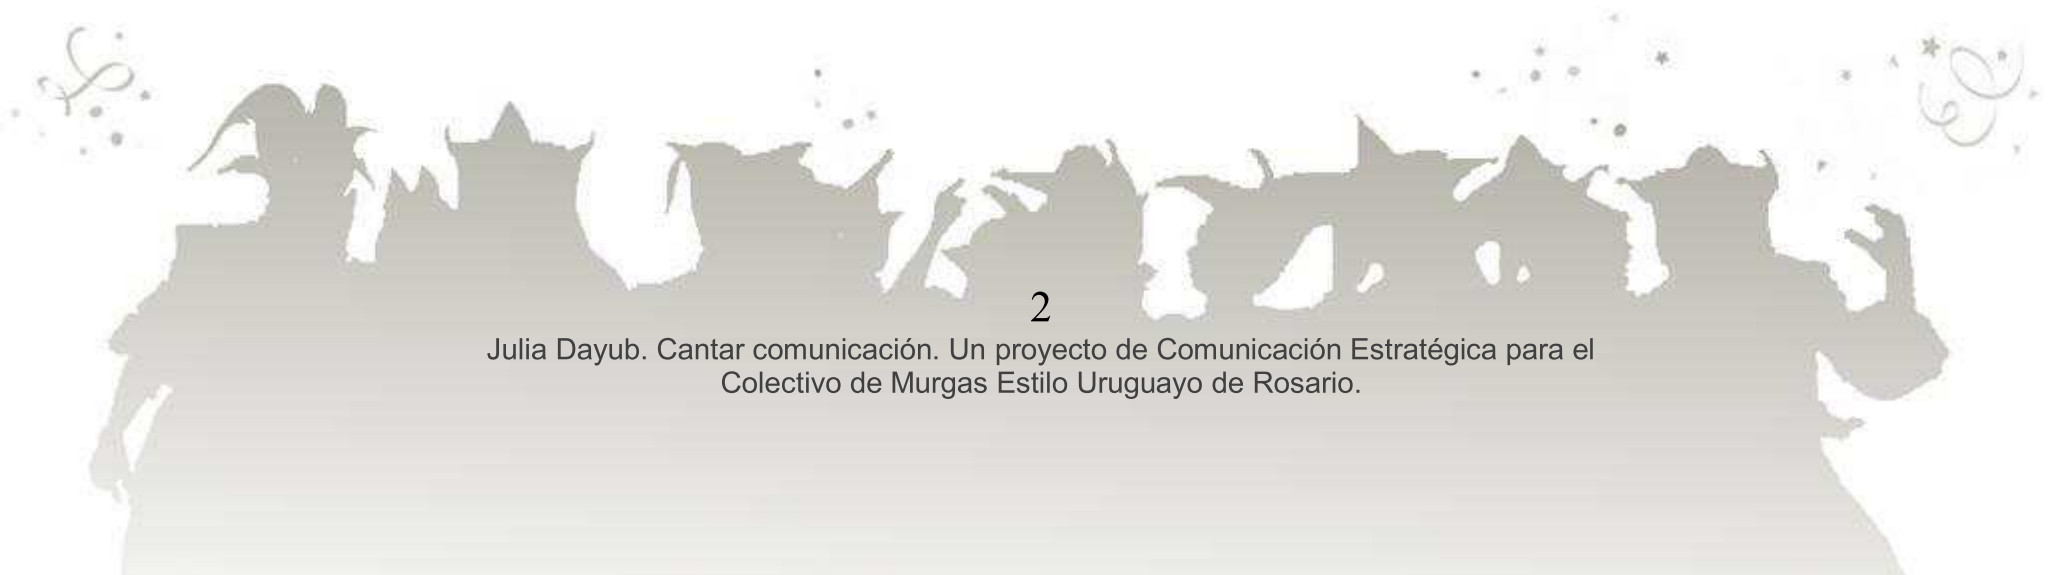 2
Julia Dayub. Cantar comunicación. Un proyecto de Comunicación Estratégica para el
Colectivo de Murgas Estilo Uruguayo de Rosario.